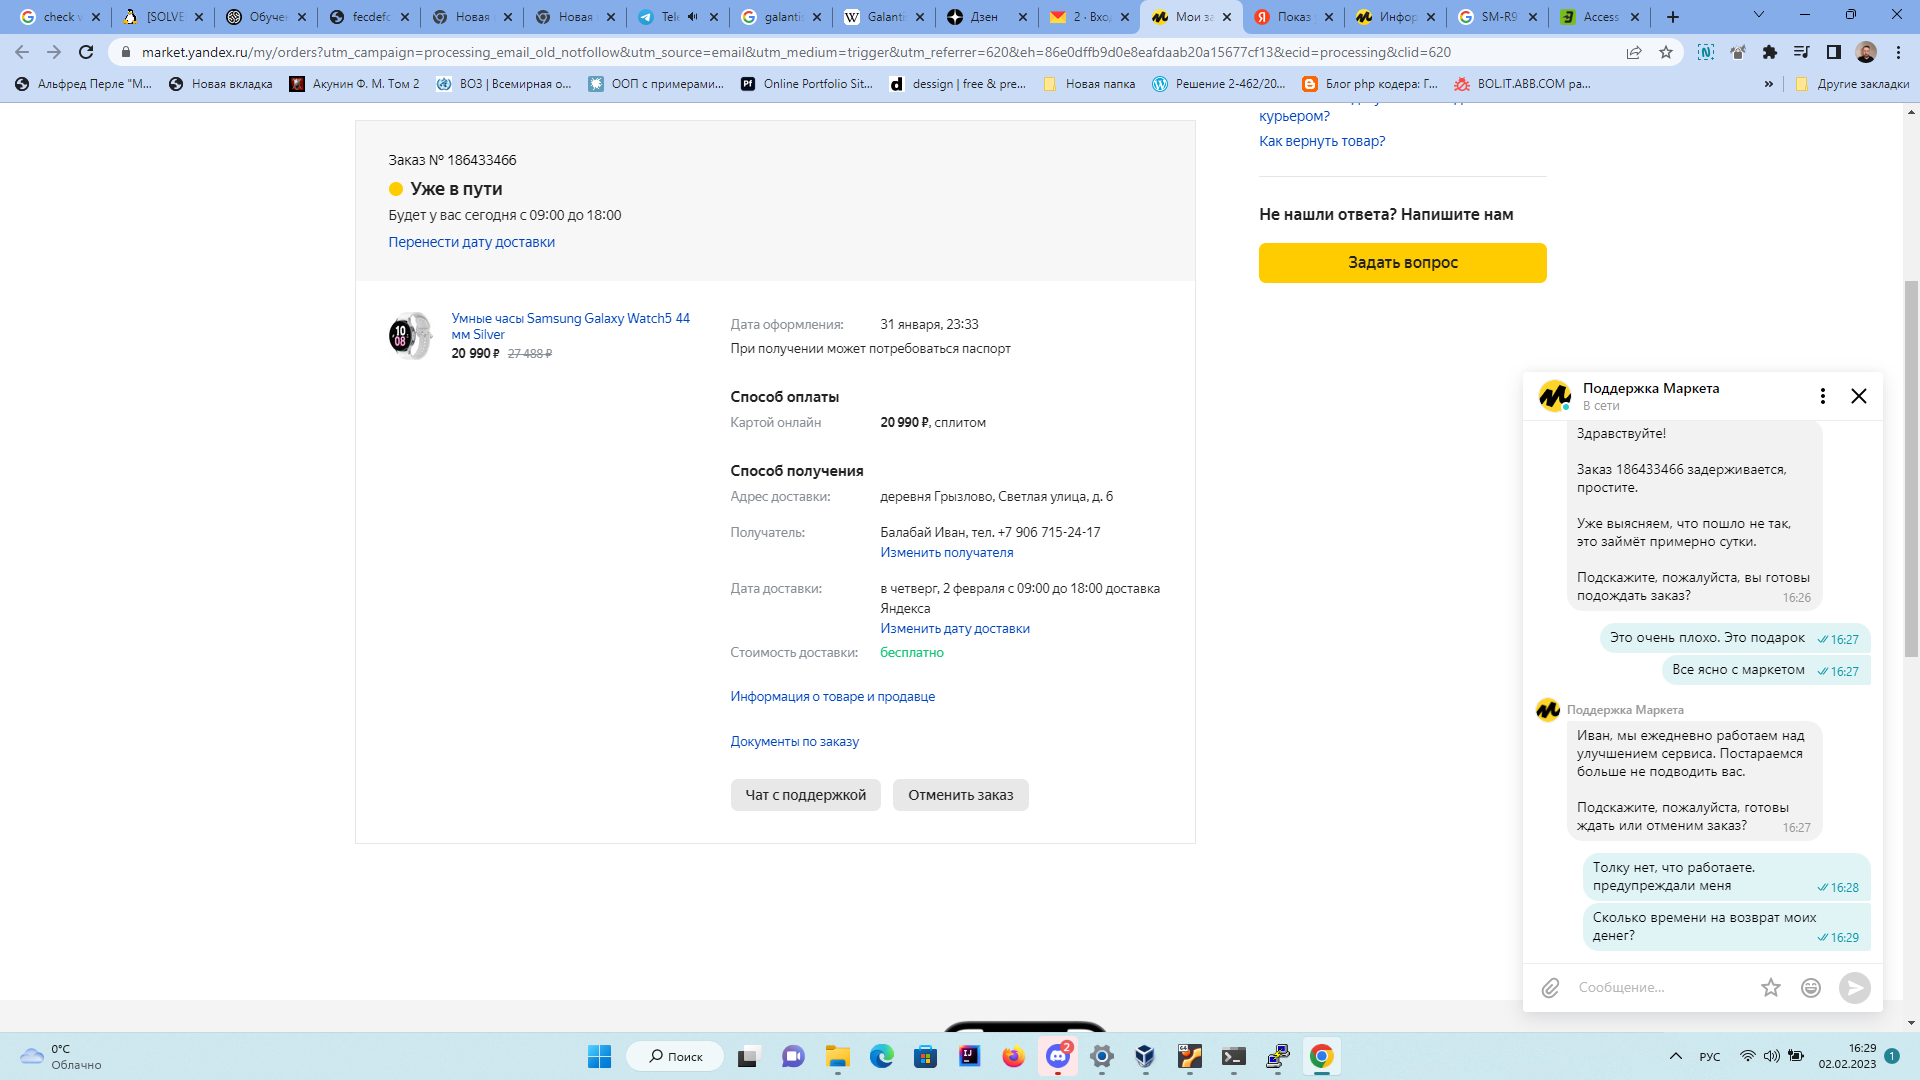 check v
[SOLVE
Обучен
fecdefc
Новая
Новая
Tele
galantis
Galanti
Дзен
2 · Вход
Мои за
Показ
Инфор
SM-R9
Access
market.yandex.ru/my/orders?utm_campaign=processing_email_old_notfollow&utm_source=email&utm_medium=trigger&utm_referrer=620&eh=86e0dffb9d0e8eafdaab20a15677cf13&ecid=processing&clid=620
Альфред Перле "М...
Новая вкладка
Акунин Ф. М. Том 2
ВОЗ | Всемирная о...
ООП с примерами...
Online Portfolio Sit...
dessign | free & pre...
Новая папка
Решение 2-462/20...
Блог php кодера: Г...
BOL.IT.ABB.COM ра...
»
Другие закладки
курьером?
Как вернуть товар?
Не нашли ответа? Напишите нам
Задать вопрос
Заказ № 186433466
Уже в пути
Будет у вас сегодня с 09:00 до 18:00
Перенести дату доставки
Умные часы Samsung Galaxy Watch5 44
мм Silver
20 990 ₽ 27 488 ₽
Дата оформления: 31 января, 23:33
При получении может потребоваться паспорт
Способ оплаты
Картой онлайн 20 990 ₽, сплитом
Способ получения
Адрес доставки: деревня Грызлово, Светлая улица, д. 6
Получатель: Балабай Иван, тел. +7 906 715-24-17
Изменить получателя
Дата доставки: в четверг, 2 февраля с 09:00 до 18:00 доставка
Яндекса
Изменить дату доставки
Стоимость доставки: бесплатно
Информация о товаре и продавце
Документы по заказу
Чат с поддержкой
Отменить заказ
Поддержка Маркета
В сети
Здравствуйте!
Заказ 186433466 задерживается,
простите.
Уже выясняем, что пошло не так,
это займёт примерно сутки.
Подскажите, пожалуйста, вы готовы
подождать заказ? 16:26
Это очень плохо. Это подарок 16:27
Все ясно с маркетом 16:27
Поддержка Маркета
Иван, мы ежедневно работаем над
улучшением сервиса. Постараемся
больше не подводить вас.
Подскажите, пожалуйста, готовы
ждать или отменим заказ? 16:27
Толку нет, что работаете.
предупреждали меня 16:28
Сколько времени на возврат моих
денег? 16:29
Сообщение...
0°C
Облачно
Поиск
2
РУС
16:29
02.02.2023
1